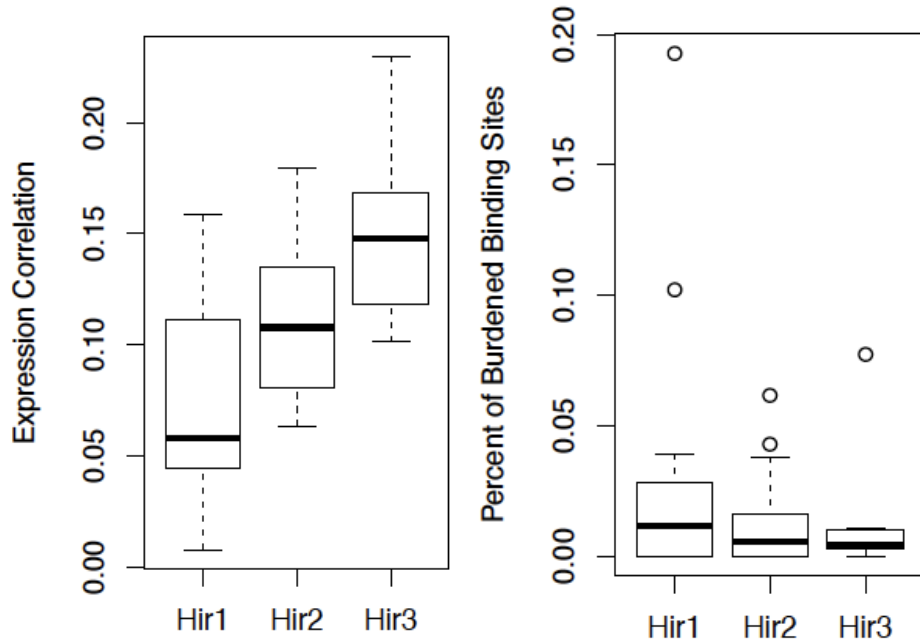 Expression Correlation
0.20
0.15
0.10
0.05
0.00
Hir1 Hir2 Hir3
Percent of Burdened Binding Sites
0.20
0.15
0.10
0.05
0.00
Hir1 Hir2 Hir3